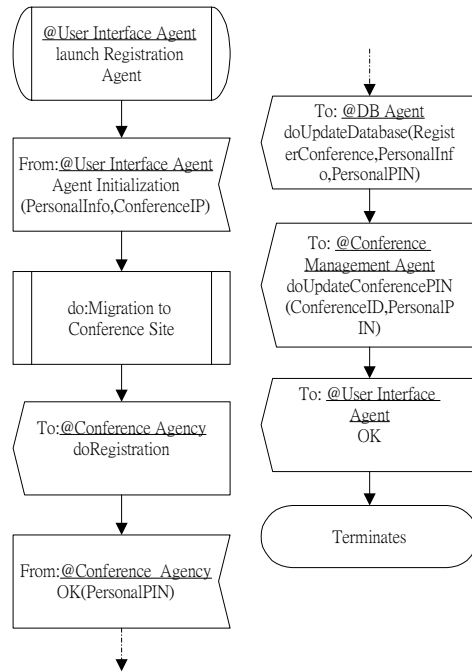 @User Interface Agent
launch Registration
Agent
From:@User Interface Agent
Agent Initialization
(PersonalInfo,ConferenceIP)
do:Migration to
Conference Site
To:@Conference Agency
doRegistration
From:@Conference Agency
OK(PersonalPIN)
To: @DB Agent
doUpdateDatabase(Regist
erConference,PersonalInf
o,PersonalPIN)
To: @Conference
Management Agent
doUpdateConferencePIN
(ConferenceID,PersonalP
IN)
To: @User Interface
Agent
OK
Terminates